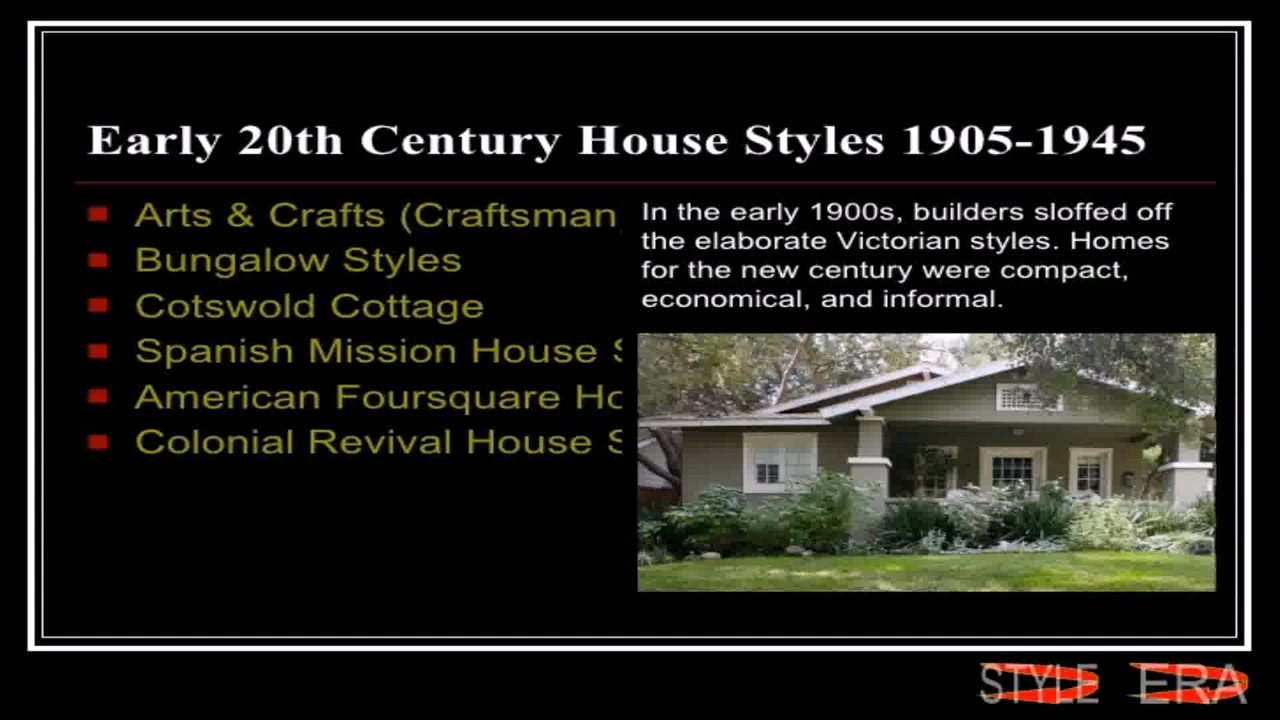 Early 20th Century House Styles 1905-1945
Arts & Crafts (Craftsman
Bungalow Styles
Cotswold Cottage
Spanish Mission House S
American Foursquare Ho
Colonial Revival House S
In the early 1900s, builders sloffed off
the elaborate Victorian styles. Homes
for the new century were compact,
economical, and informal.
STYLE ERA